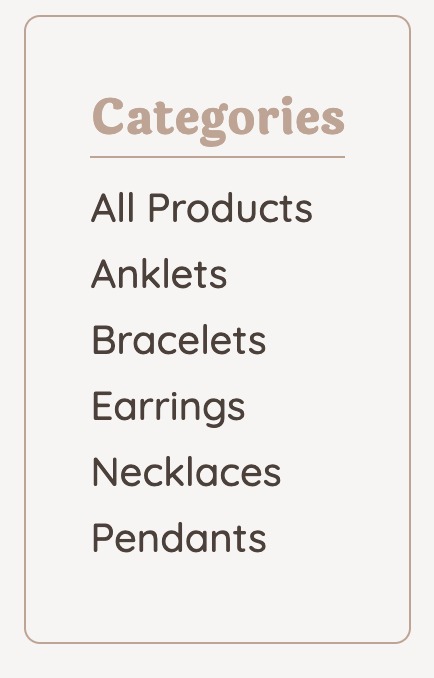 Categories
All Products
Anklets
Bracelets
Earrings
Necklaces
Pendants